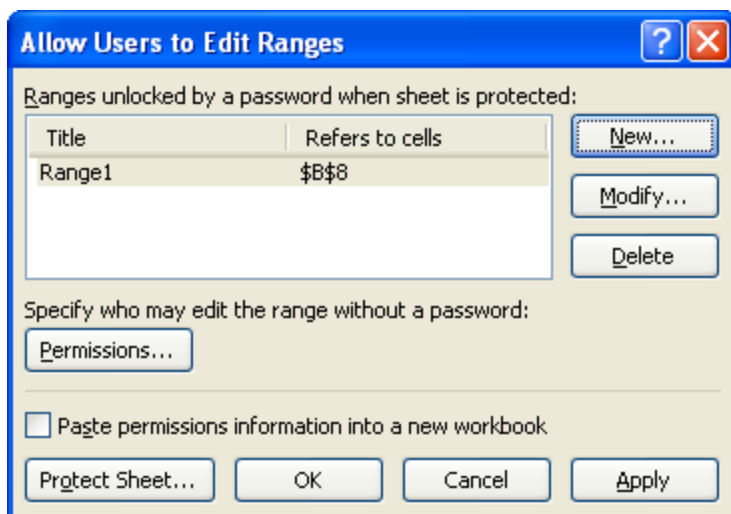 Allow Users to Edit Ranges
Ranges unlocked by a password when sheet is protected:
Title Refers to cells
Range1 $B$8
New...
Modify...
Delete
Specify who may edit the range without a password:
Permissions...
Paste permissions information into a new workbook
Protect Sheet... OK Cancel Apply